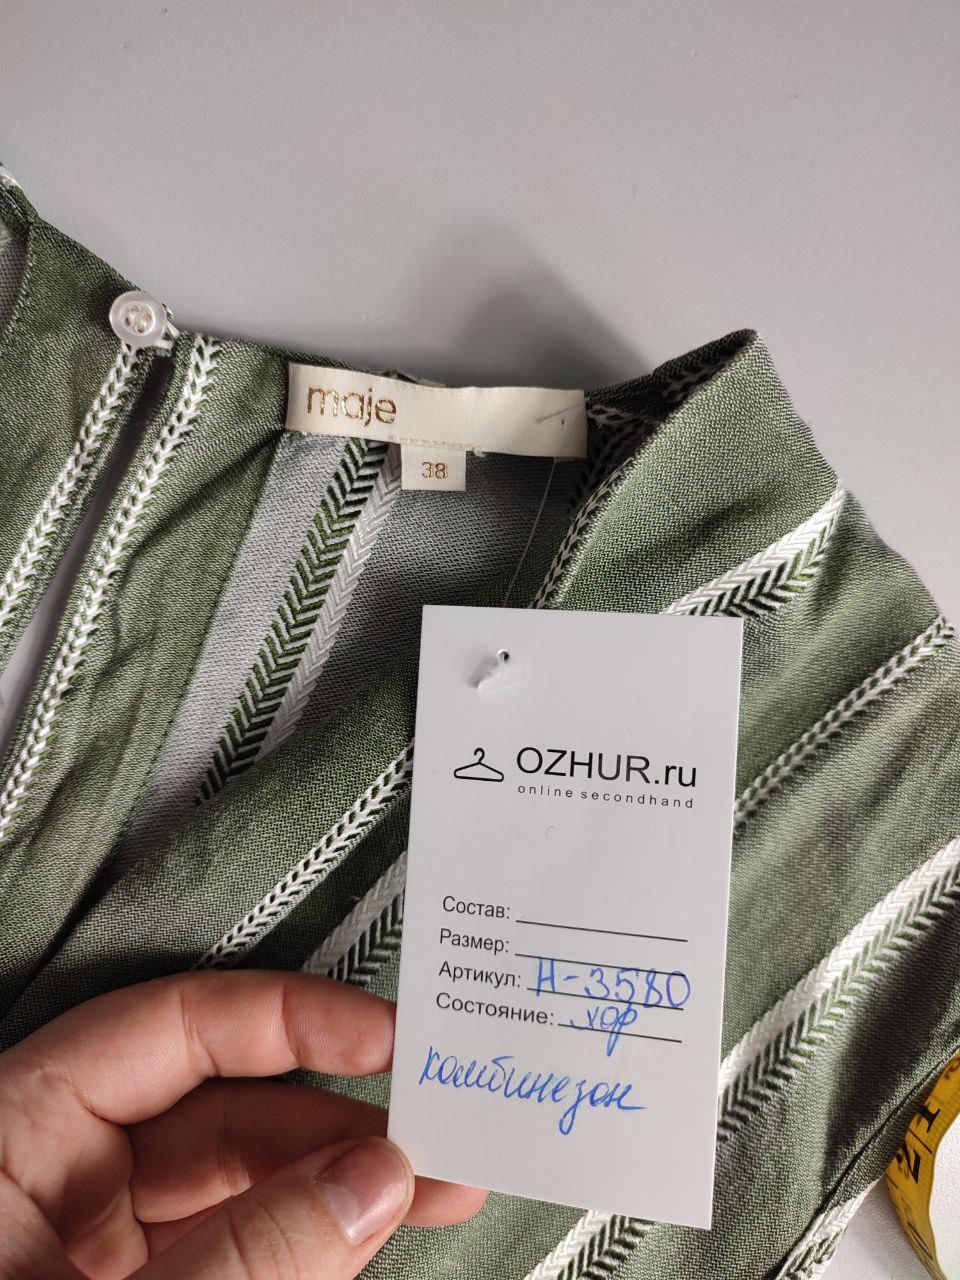 maje
38
OZHUR.ru
online secondhand
Состав:
Размер:
Артикул: Н-3580
Состояние: хор
комбинезон